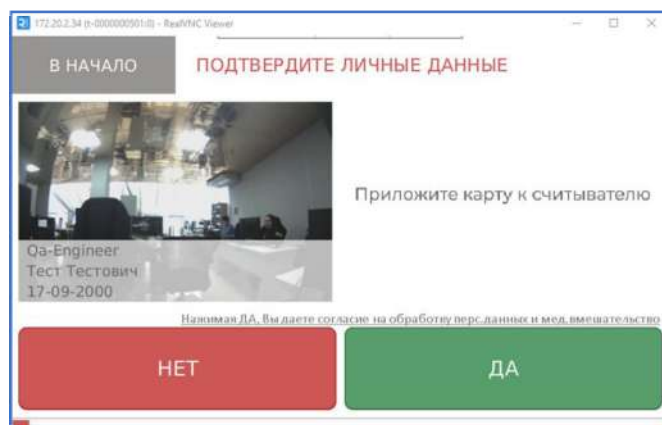 172.20.2.34 (t-0000000501:0) - RealVNC Viewer
В НАЧАЛО
ПОДТВЕРДИТЕ ЛИЧНЫЕ ДАННЫЕ
Приложите карту к считывателю
Qa-Engineer
Тест Тестович
17-09-2000
Нажимая ДА, Вы даете согласие на обработку перс.данных и мед.вмешательство
НЕТ
ДА